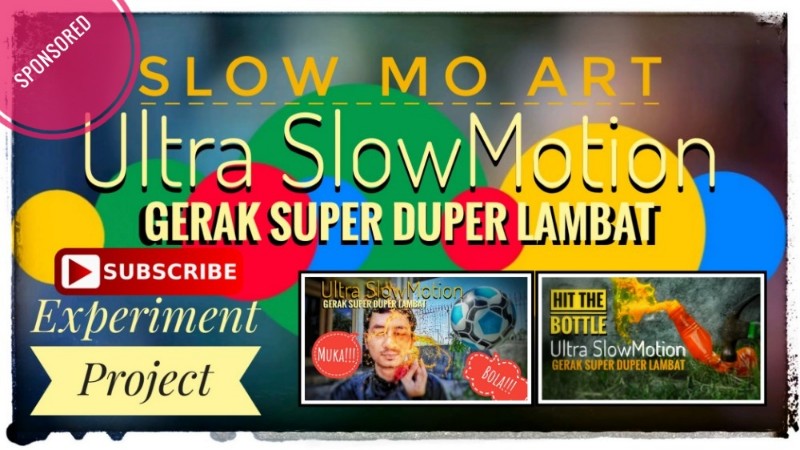 SPONSORED
SLOW MO ART
Ultra SlowMotion
GERAK SUPER DUPER LAMBAT
SUBSCRIBE
Experiment
Project
Ultra SlowMotion
GERAK SUPER DUPER LAMBAT
MUKA!!!
BOLA!!!
HIT THE
BOTTLE
Ultra SlowMotion
GERAK SUPER DUPER LAMBAT